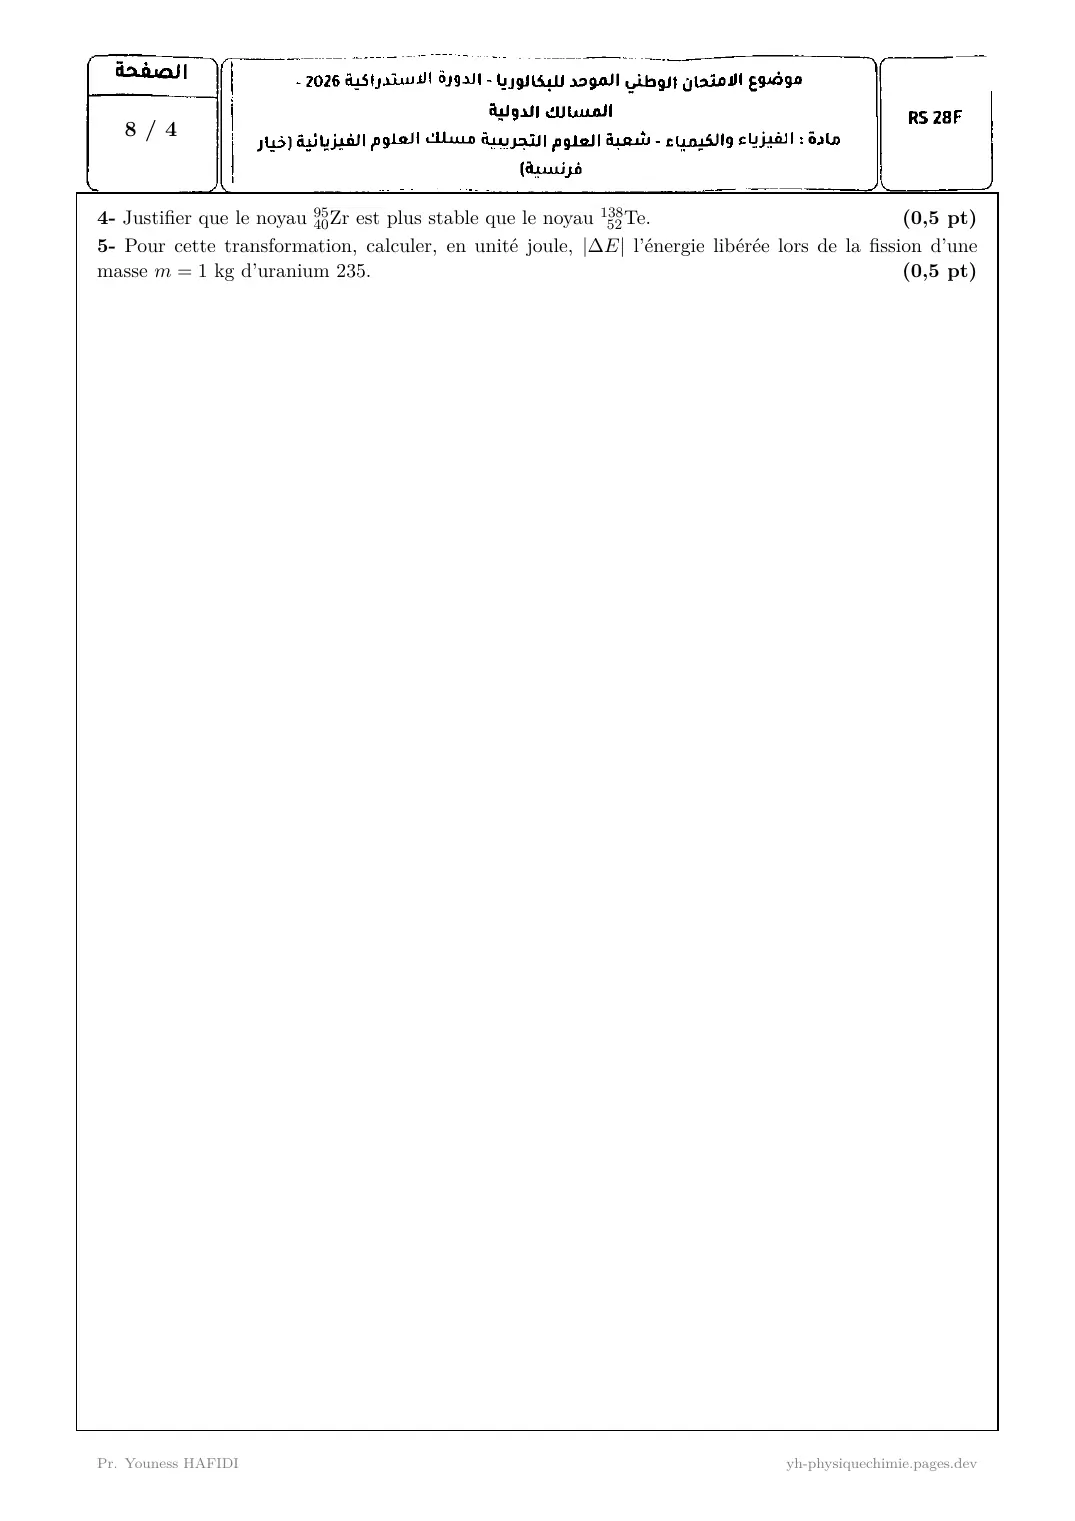 الصفحة
8 / 4
موضوع الامتحان الوطني الموحد للبكالوريا - الدورة الاستدراكية 2026 -
المسالك الدولية
مادة : الفيزياء والكيمياء - شعبة العلوم التجريبية مسلك العلوم الفيزيائية (خيار
فرنسية)
RS 28F
4- Justifier que le noyau ⁹⁵₄₀Zr est plus stable que le noyau ¹³⁸₅₂Te. (0,5 pt)
5- Pour cette transformation, calculer, en unité joule, |ΔE| l'énergie libérée lors de la fission d'une
masse m = 1 kg d'uranium 235. (0,5 pt)
Pr. Youness HAFIDI
yh-physiquechimie.pages.dev